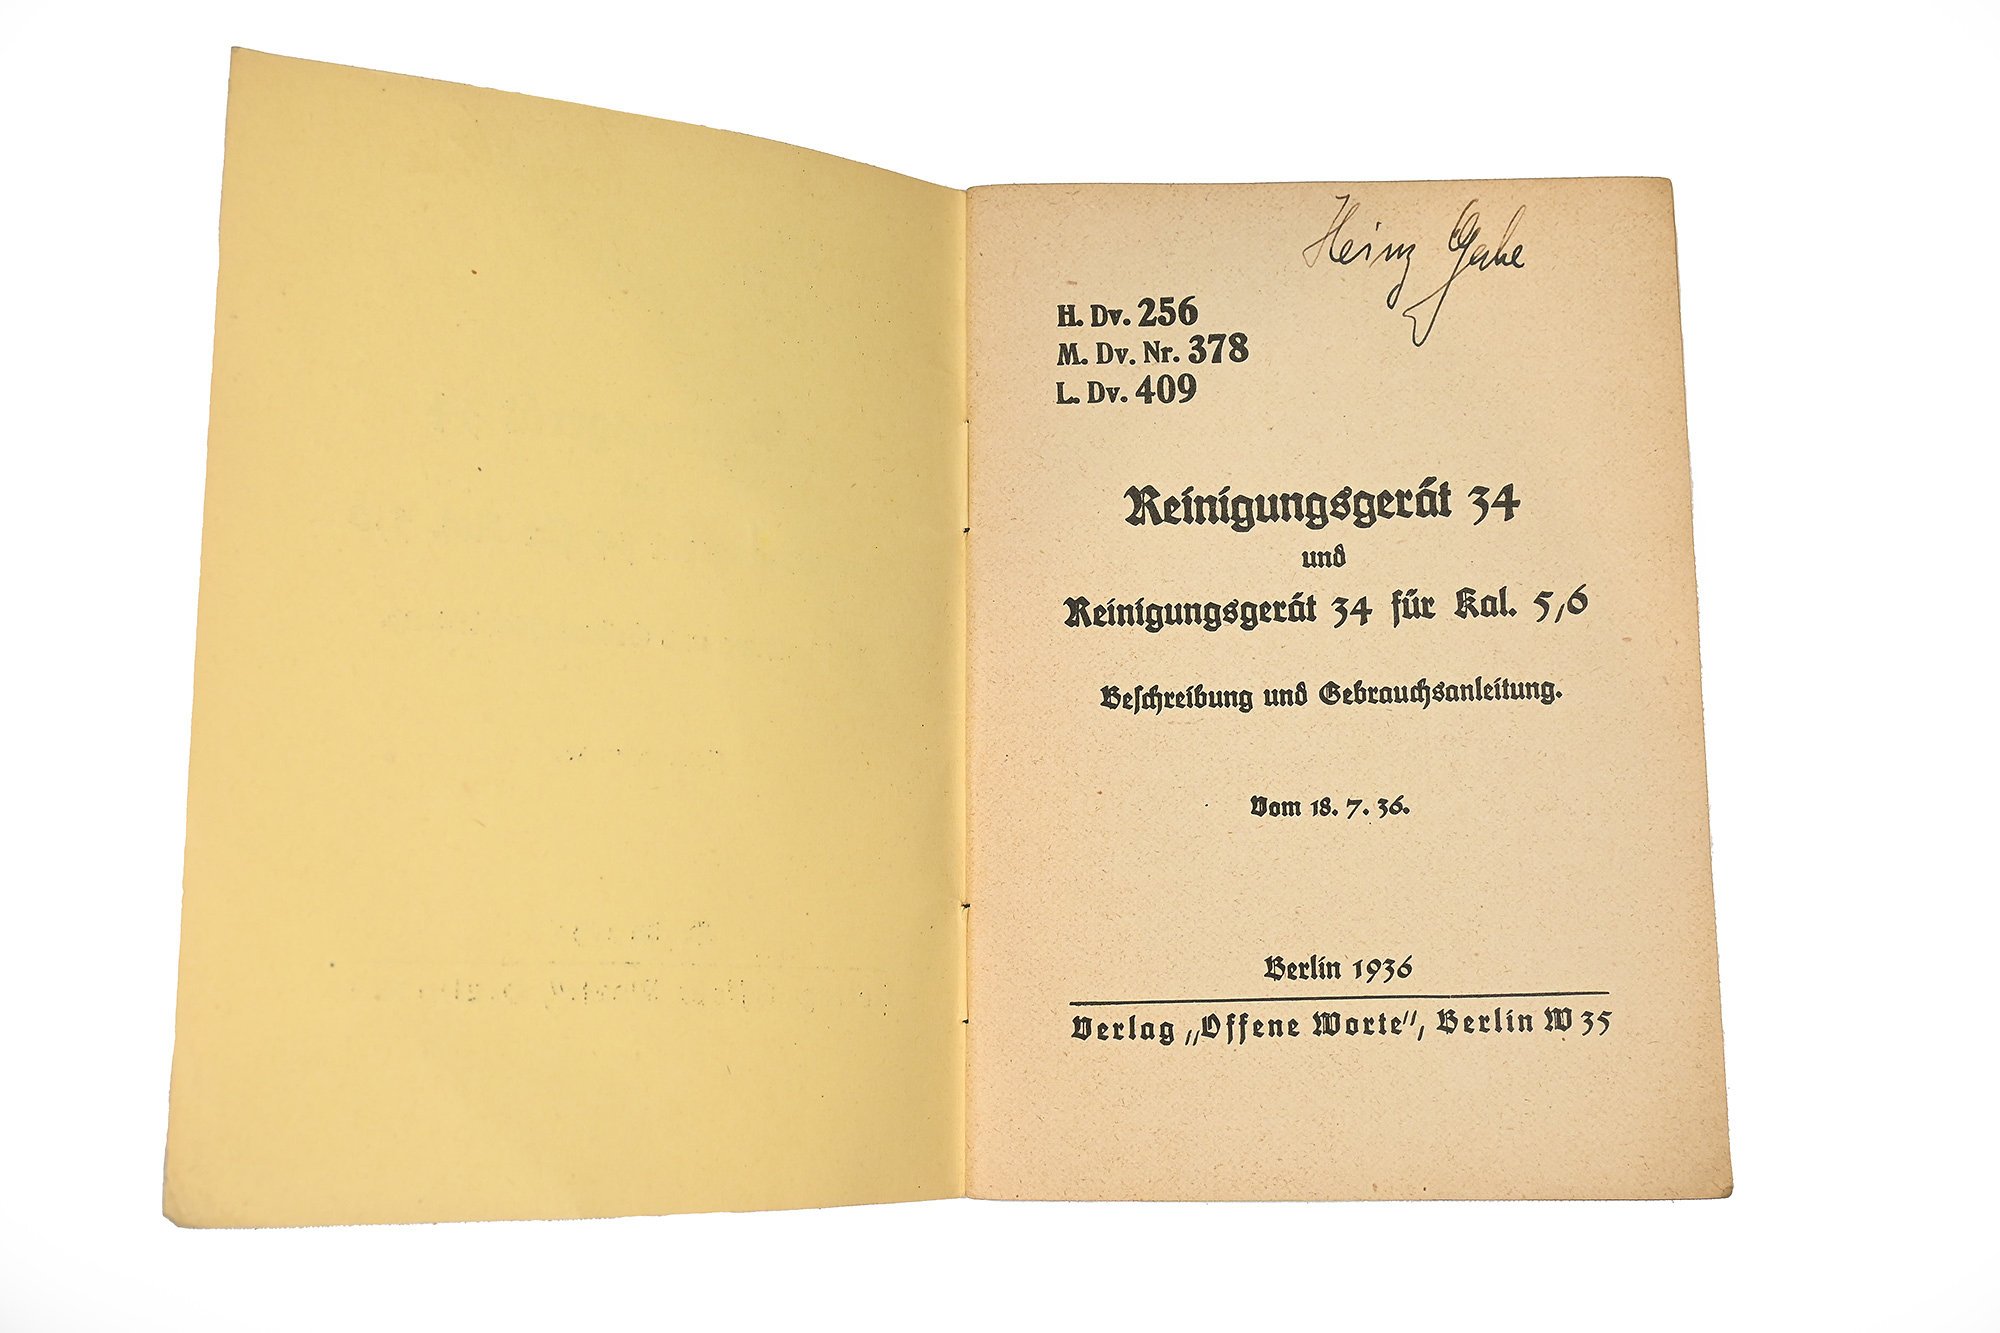 Heinz
H. Dv. 256
M. Dv. Nr. 378
L. Dv. 409
Reinigungsgerät 34
und
Reinigungsgerät 34 für Kal. 5,6
Beschreibung und Gebrauchsanleitung.
Vom 18. 7. 36.
Berlin 1936
Verlag „Offene Worte“, Berlin W 35